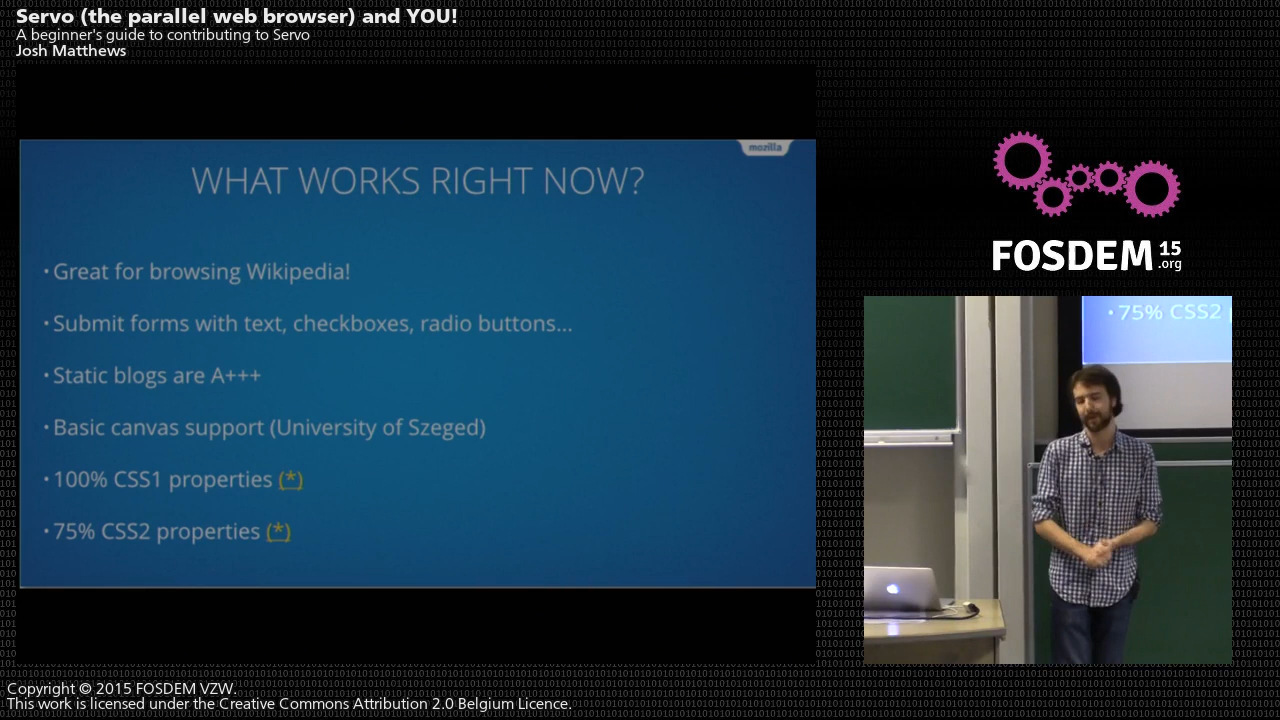 Servo (the parallel web browser) and YOU!
A beginner's guide to contributing to Servo
Josh Matthews
mozilla
WHAT WORKS RIGHT NOW?
• Great for browsing Wikipedia!
• Submit forms with text, checkboxes, radio buttons...
• Static blogs are A+++
• Basic canvas support (University of Szeged)
• 100% CSS1 properties (*)
• 75% CSS2 properties (*)
FOSDEM 15
.org
• 75% CSS2
Copyright © 2015 FOSDEM VZW.
This work is licensed under the Creative Commons Attribution 2.0 Belgium Licence.